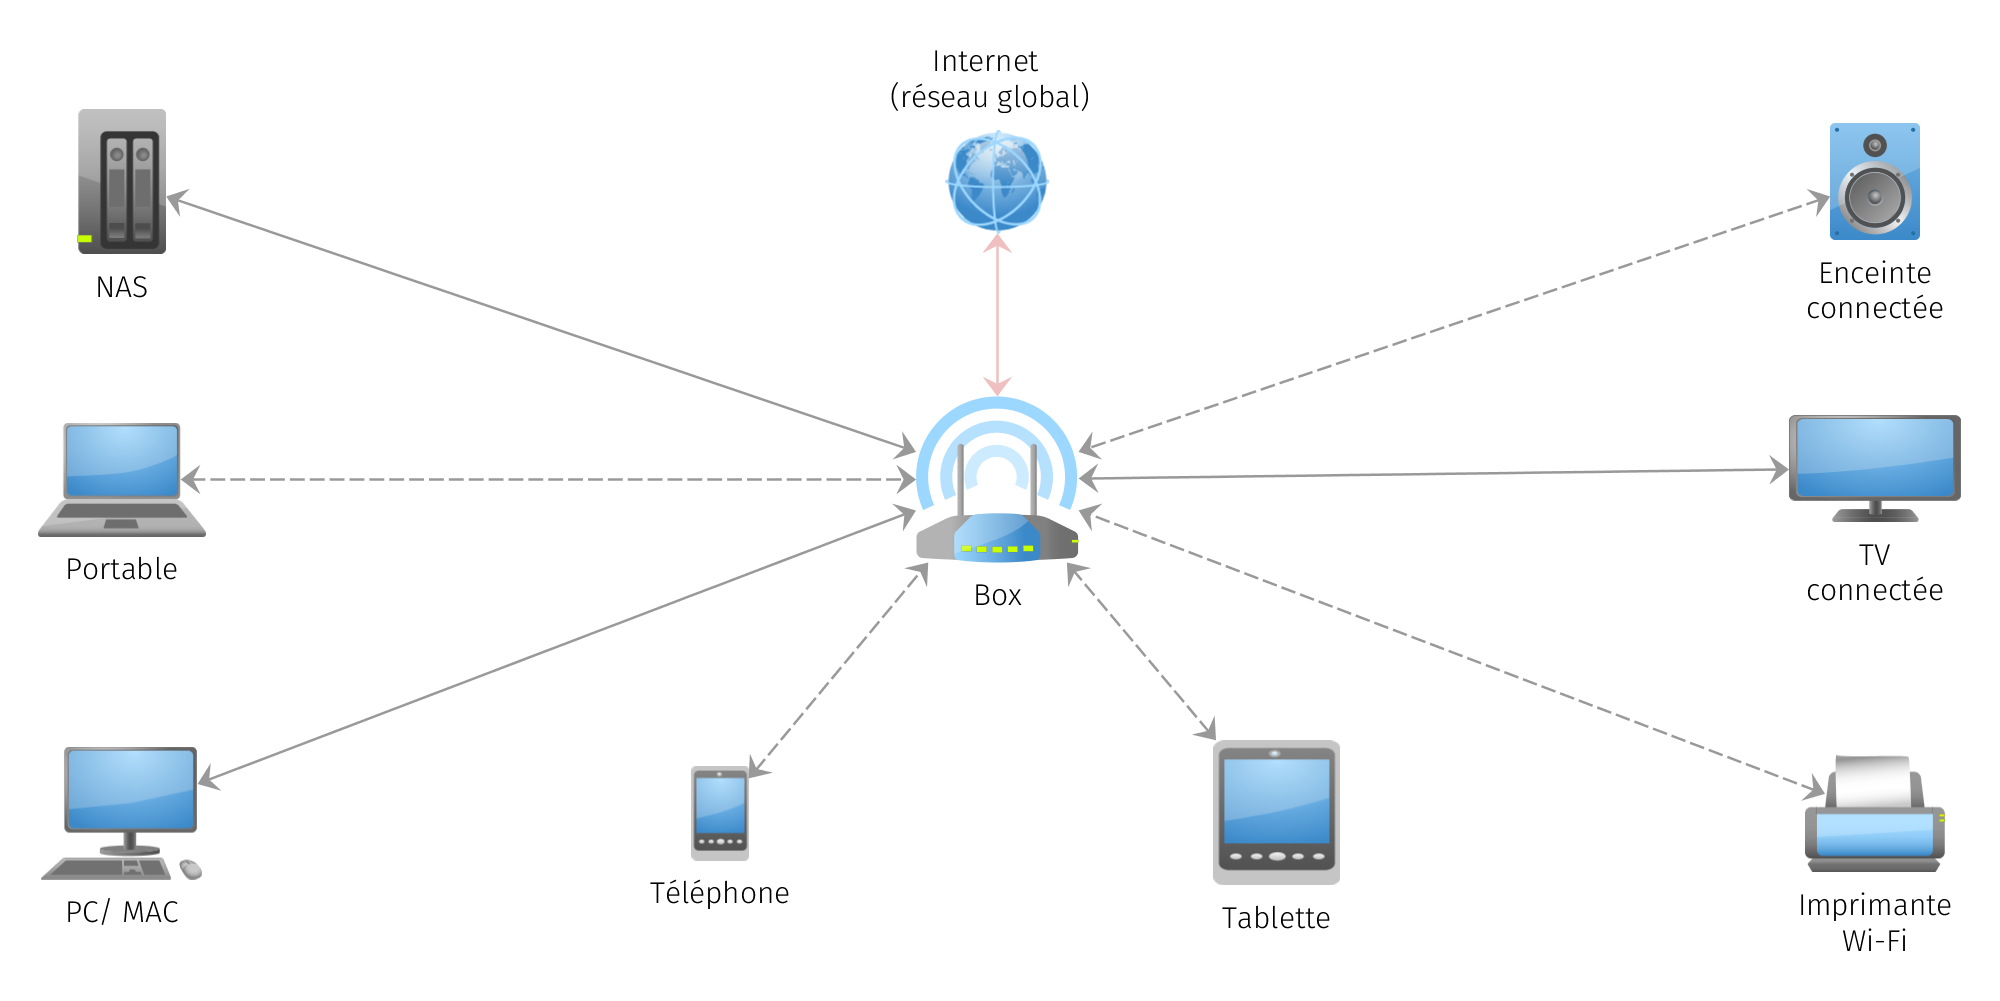 Internet
(réseau global)
NAS
Enceinte
connectée
Portable
Box
TV
connectée
PC/ MAC
Téléphone
Tablette
Imprimante
Wi-Fi